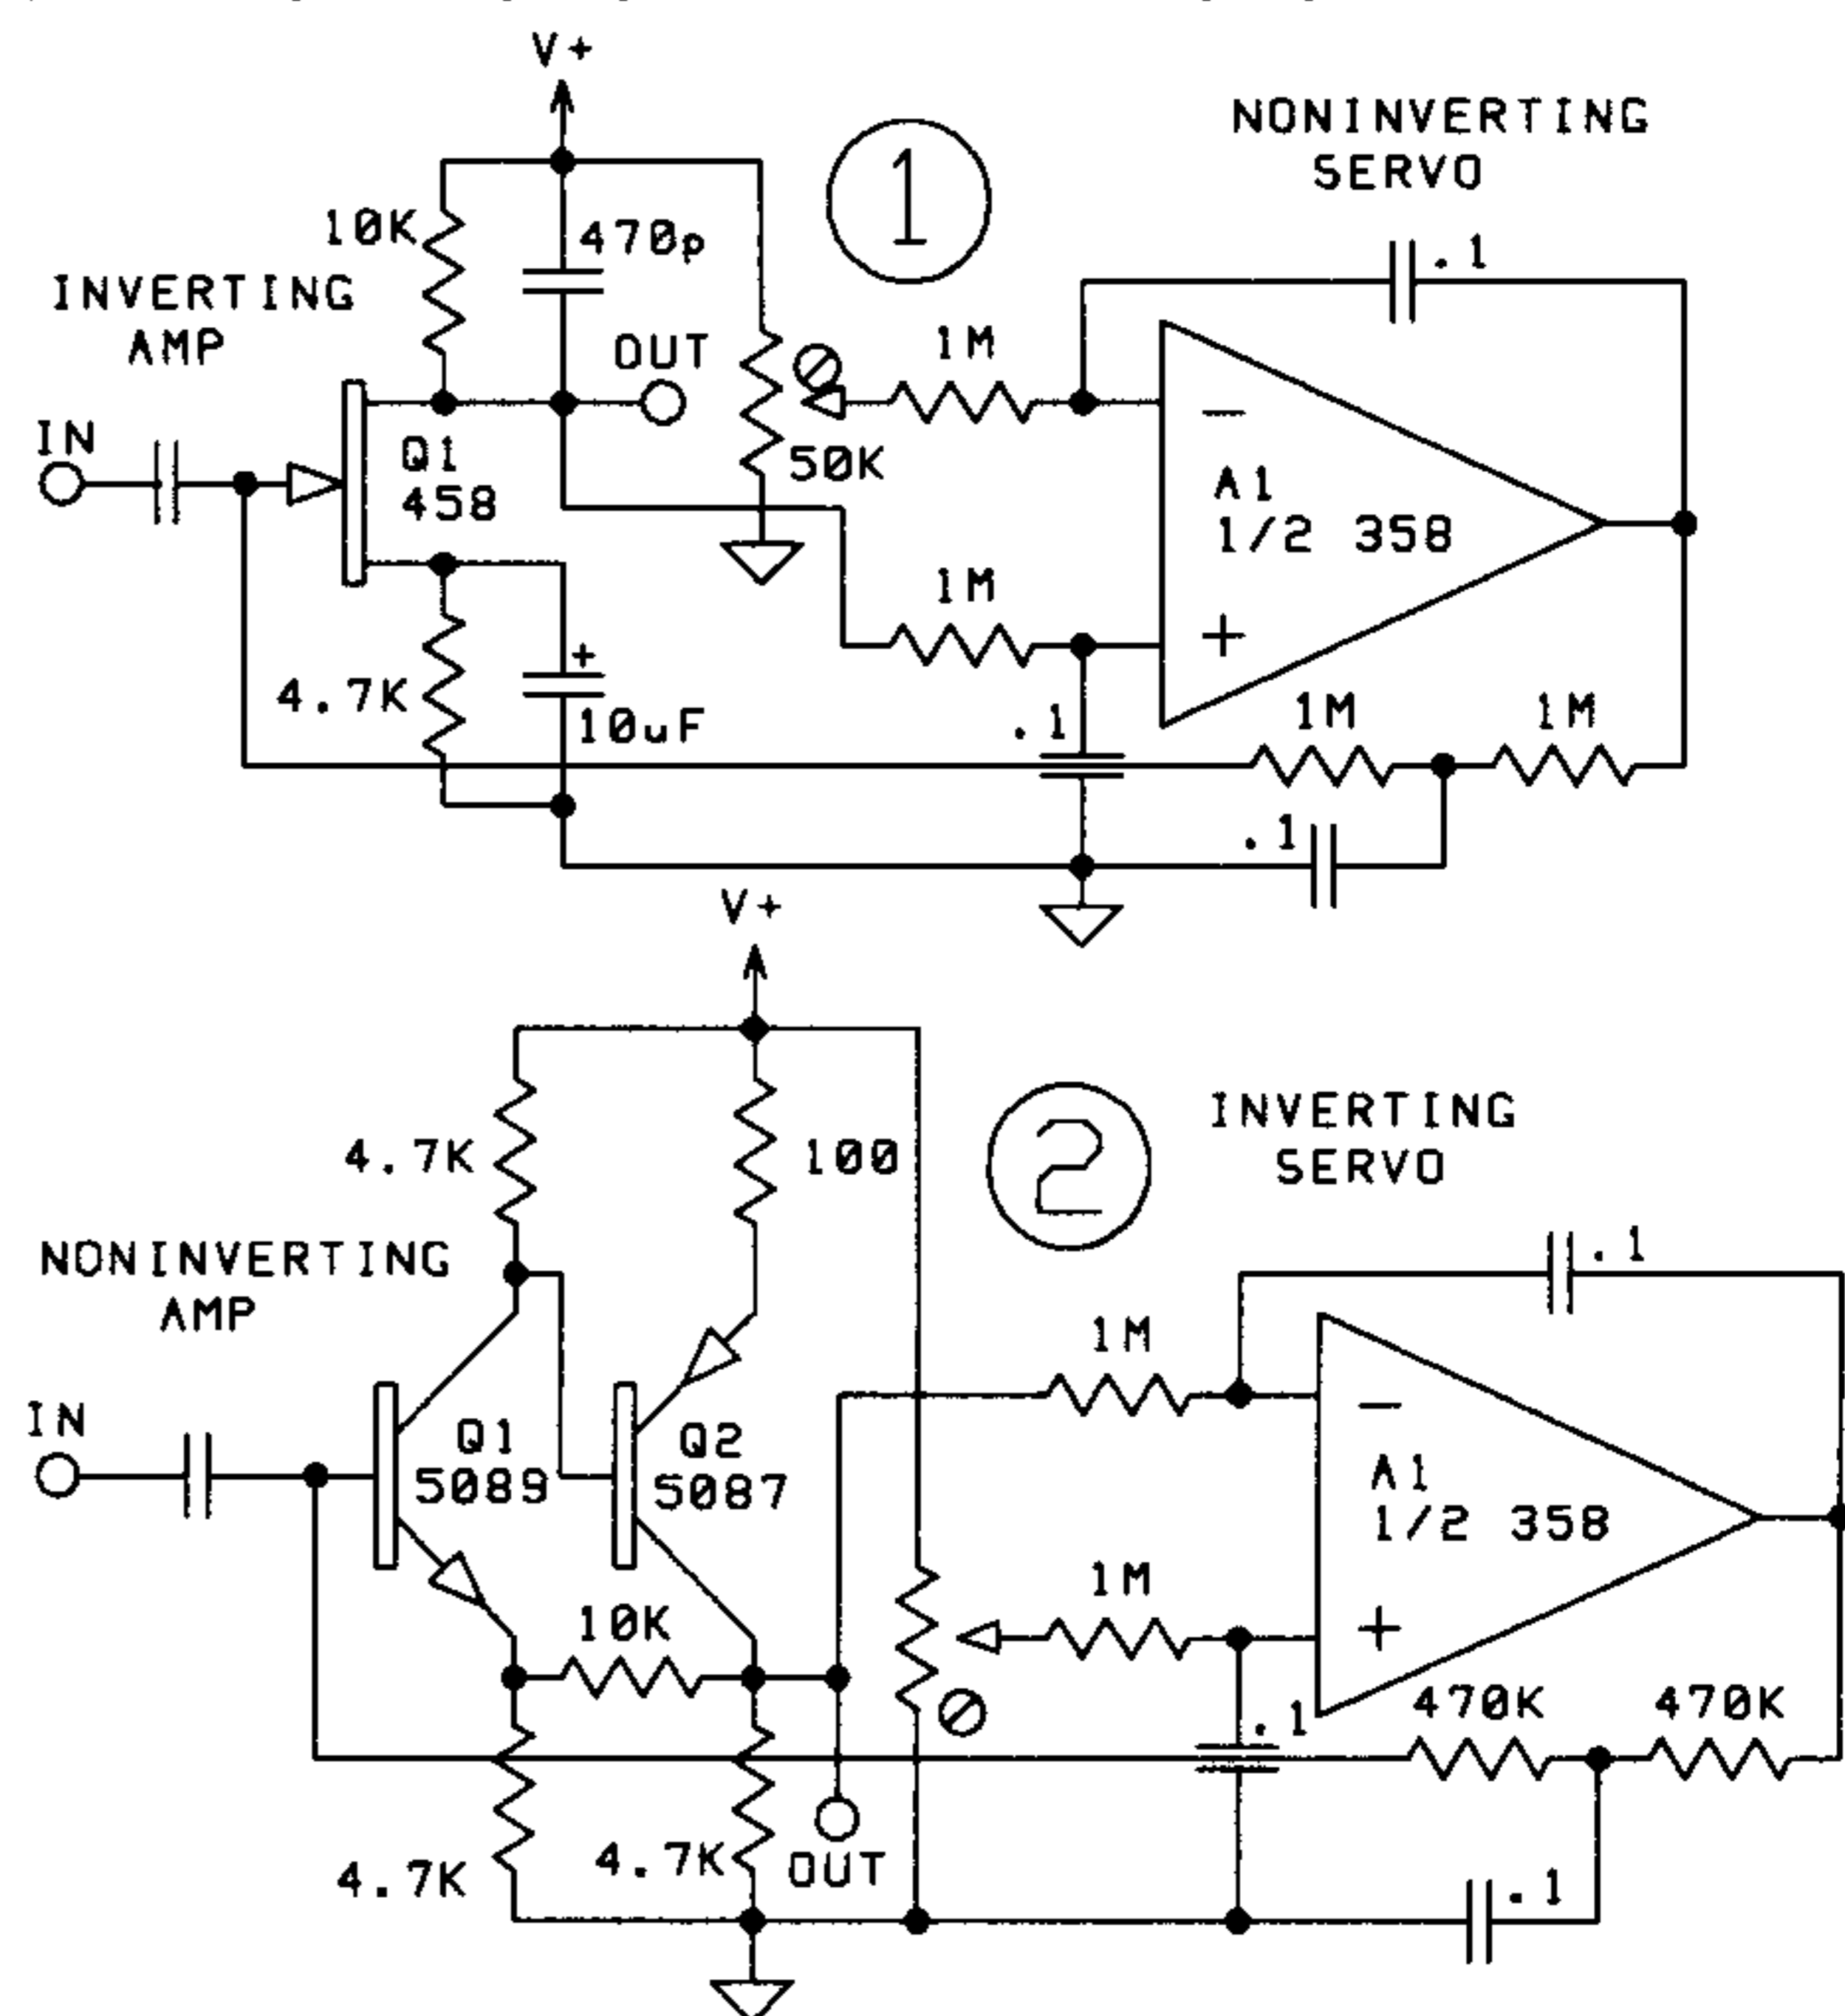 V+
1
NONINVERTING
SERVO
10K
470p
.1
INVERTING
AMP
OUT
1M
IN
Q1
458
50K
−
A1
1/2 358
1M
+
+
4.7K
10uF
.1
1M
1M
.1
V+
2
INVERTING
SERVO
4.7K
100
NONINVERTING
AMP
.1
1M
IN
Q1
5089
Q2
5087
−
A1
1/2 358
1M
+
10K
470K
470K
.1
4.7K
4.7K
OUT
.1